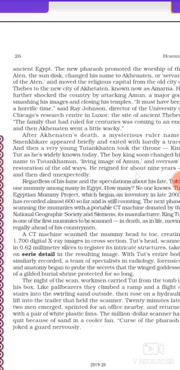 26
HORNBILL
ancient Egypt. The new pharaoh promoted the worship of the
Aten, the sun disk, changed his name to Akhenaten, or 'servant
of the Aten,' and moved the religious capital from the old city of
Thebes to the new city of Akhetaten, known now as Amarna. He
further shocked the country by attacking Amun, a major god,
smashing his images and closing his temples. "It must have been
a horrific time," said Ray Johnson, director of the University of
Chicago's research centre in Luxor, the site of ancient Thebes.
"The family that had ruled for centuries was coming to an end,
and then Akhenaten went a little wacky."
After Akhenaten's death, a mysterious ruler named
Smenkhkare appeared briefly and exited with hardly a trace.
And then a very young Tutankhaten took the throne — King
Tut as he's widely known today. The boy king soon changed his
name to Tutankhamun, 'living image of Amun,' and oversaw a
restoration of the old ways. He reigned for about nine years —
and then died unexpectedly.
Regardless of his fame and the speculations about his fate, Tut is
one mummy among many in Egypt. How many? No one knows. The
Egyptian Mummy Project, which began an inventory in late 2003,
has recorded almost 600 so far and is still counting. The next phase:
scanning the mummies with a portable CT machine donated by the
National Geographic Society and Siemens, its manufacturer. King Tut
is one of the first mummies to be scanned — in death, as in life, moving
regally ahead of his countrymen.
A CT machine scanned the mummy head to toe, creating
1,700 digital X-ray images in cross section. Tut's head, scanned
in 0.62 millimetre slices to register its intricate structures, takes
on eerie detail in the resulting image. With Tut's entire body
similarly recorded, a team of specialists in radiology, forensics,
and anatomy began to probe the secrets that the winged goddesses
of a gilded burial shrine protected for so long.
The night of the scan, workmen carried Tut from the tomb in
his box. Like pallbearers they climbed a ramp and a flight of
stairs into the swirling sand outside, then rose on a hydraulic
lift into the trailer that held the scanner. Twenty minutes later
two men emerged, sprinted for an office nearby, and returned
with a pair of white plastic fans. The million-dollar scanner had
quit because of sand in a cooler fan. "Curse of the pharaoh,"
joked a guard nervously.
2019-20